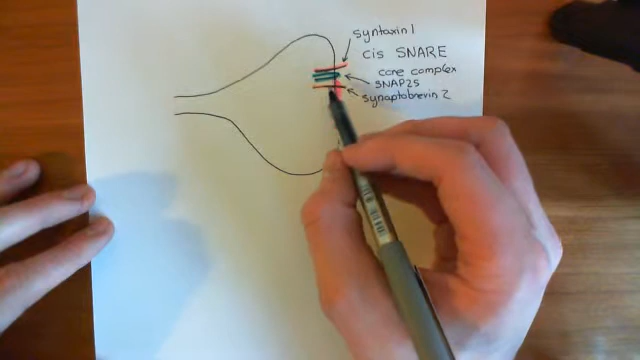 syntaxin 1
cis SNARE
core complex
SNAP25
synaptobrevin 2